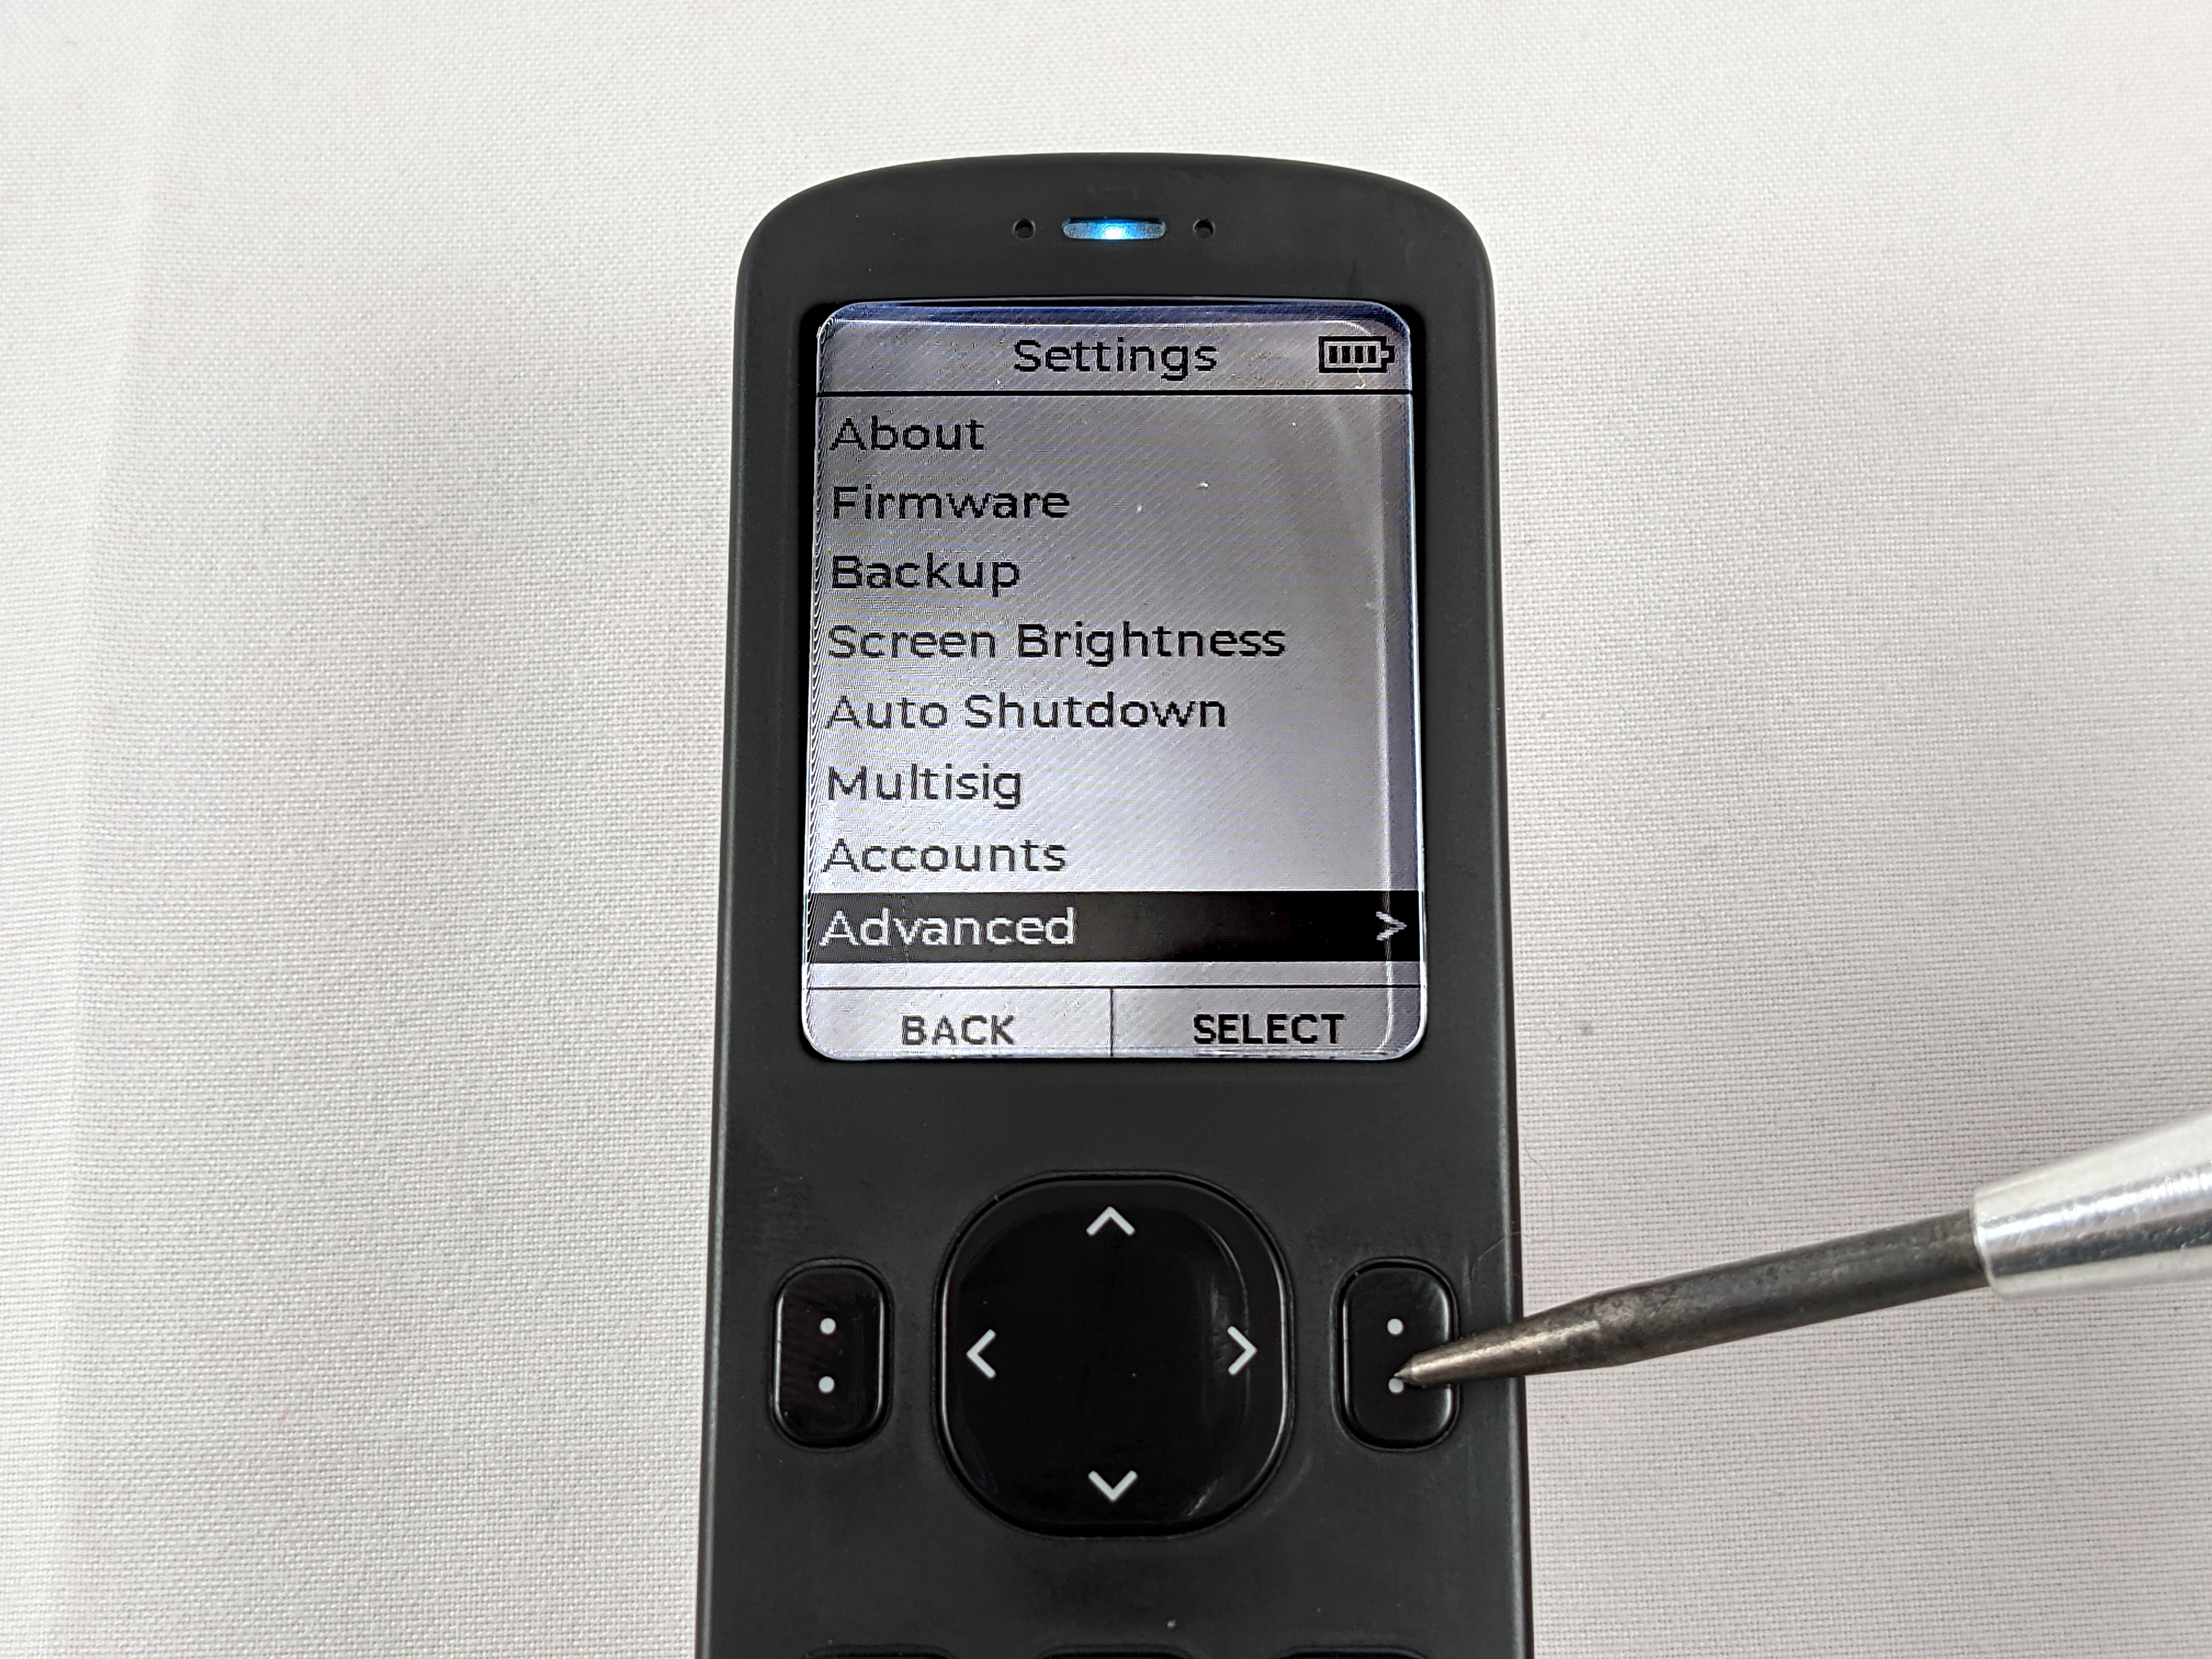 Settings
About
Firmware
Backup
Screen Brightness
Auto Shutdown
Multisig
Accounts
Advanced >
BACK SELECT